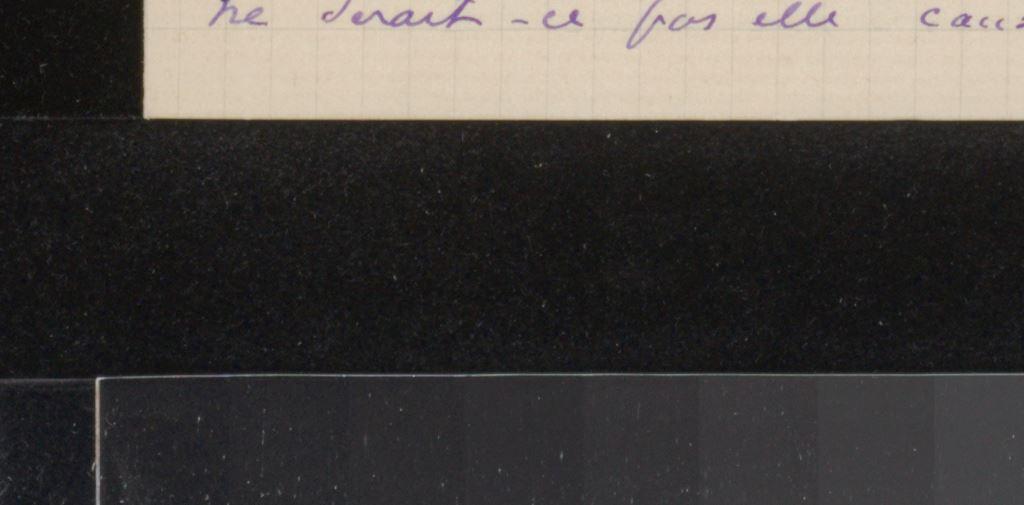 ne serait-ce pas elle